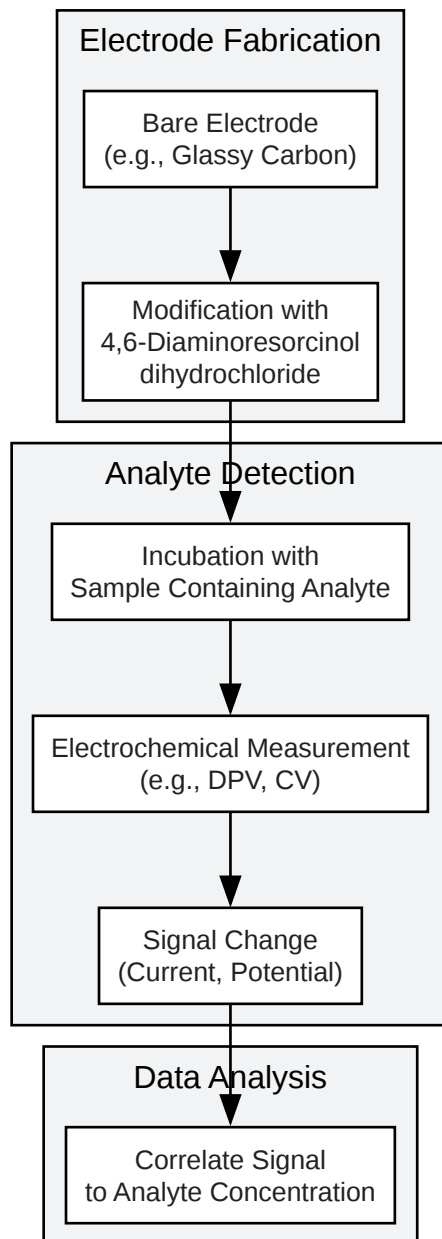 Electrode Fabrication
Bare Electrode
(e.g., Glassy Carbon)
Modification with
4,6-Diaminoresorcinol
dihydrochloride
Analyte Detection
Incubation with
Sample Containing Analyte
Electrochemical Measurement
(e.g., DPV, CV)
Signal Change
(Current, Potential)
Data Analysis
Correlate Signal
to Analyte Concentration